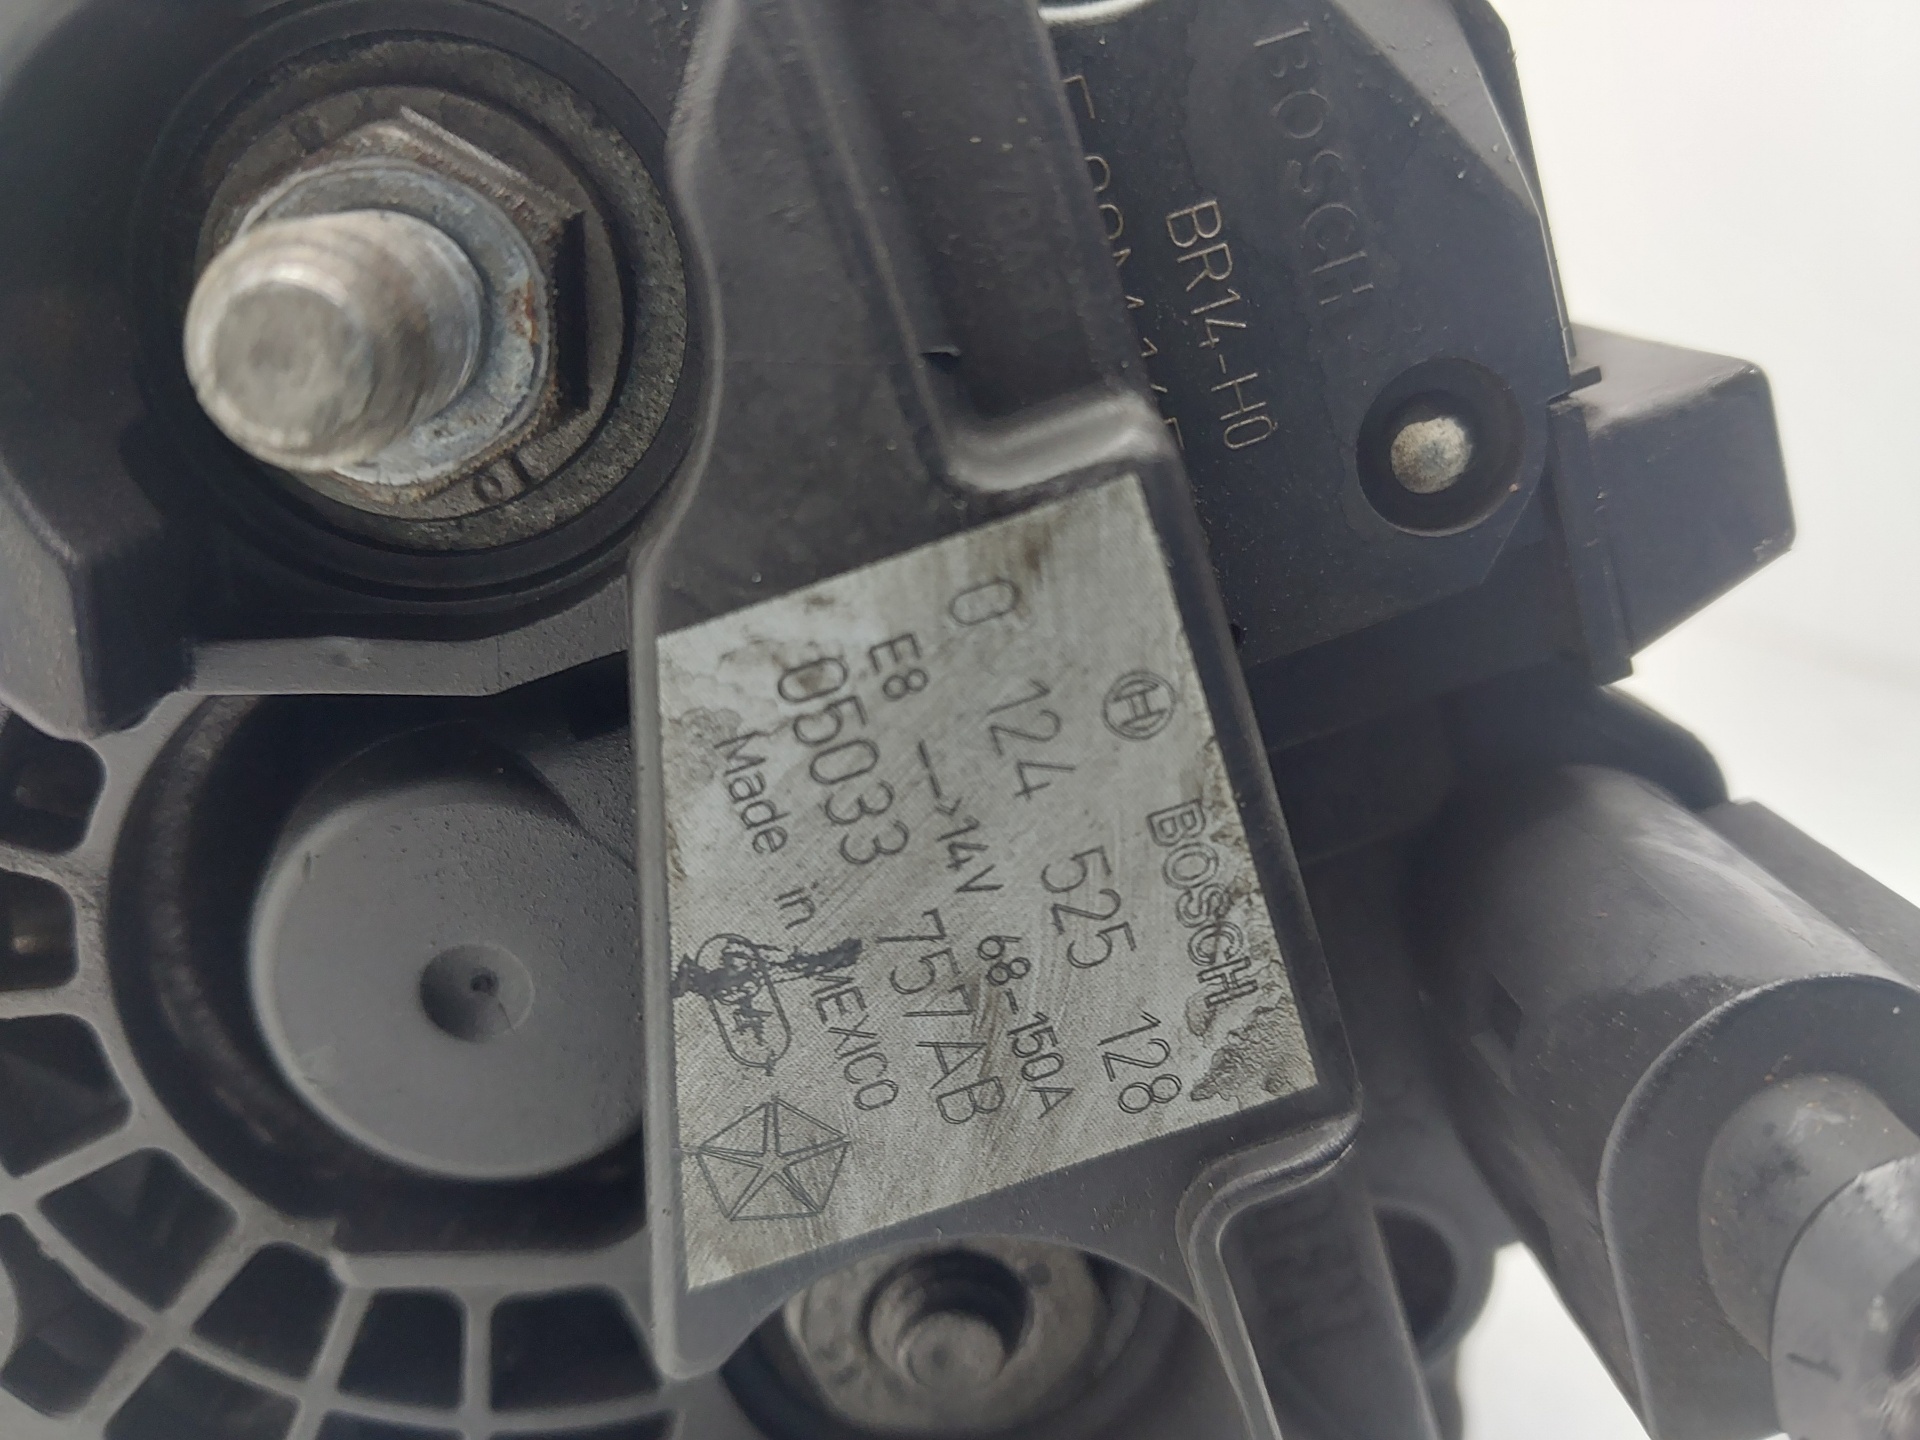 BOSCH
BR14-H0
BOSCH
0 124 525 128
E8 -->14V 68-150A
05033 757AB
Made in MEXICO